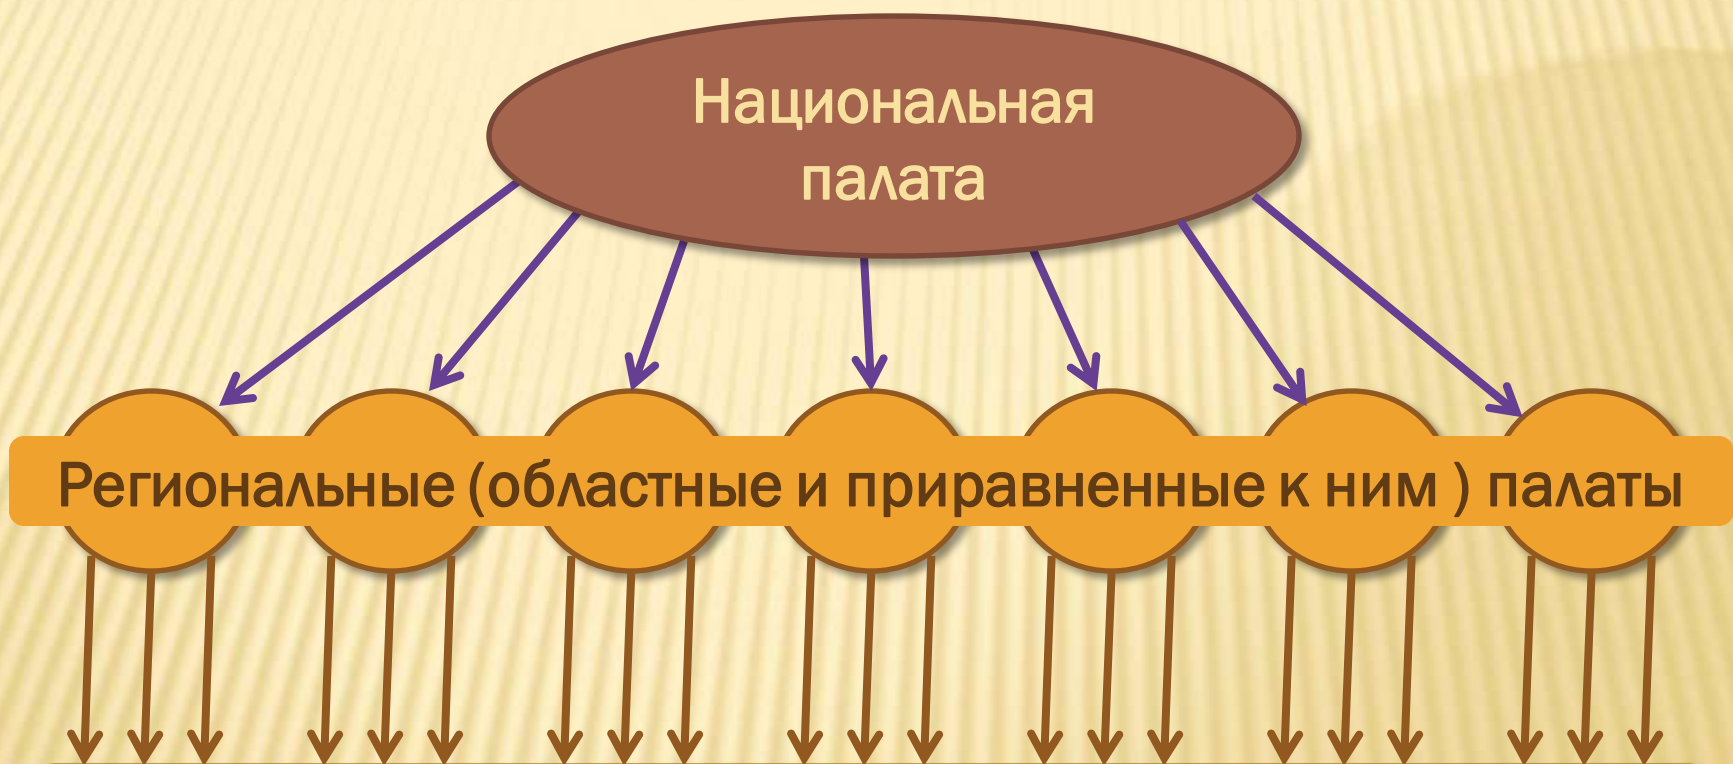 Национальная
палата
Региональные (областные и приравненные к ним ) палаты